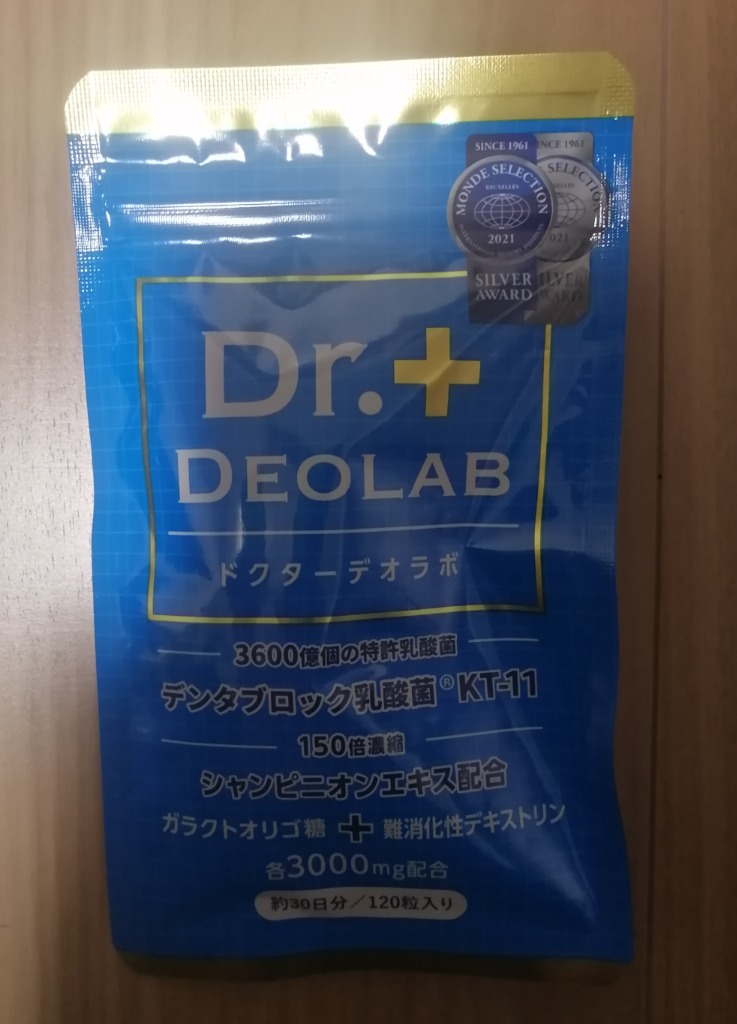 SINCE 1961
NCE 1961
MONDE SELECTION
BRUXELLES
2021
021
SILVER
AWARD
Dr.+
DEOLAB
ドクターデオラボ
3600億個の特許乳酸菌
デンタブロック乳酸菌®KT-11
150倍濃縮
シャンピニオンエキス配合
ガラクトオリゴ糖+難消化性デキストリン
各3000mg配合
約30日分/120粒入り